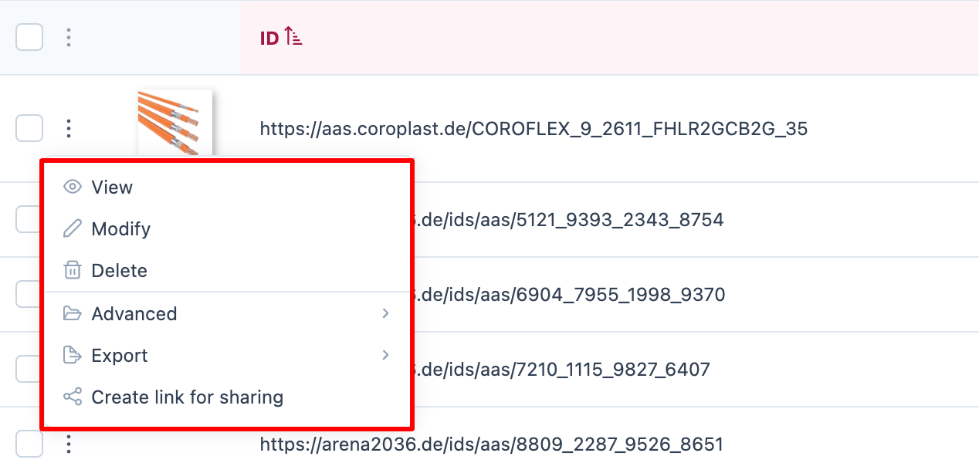 ID
https://aas.coroplast.de/COROFLEX_9_2611_FHLR2GCB2G_35
View
.de/ids/aas/5121_9393_2343_8754
Modify
Delete
.de/ids/aas/6904_7955_1998_9370
Advanced
Export
.de/ids/aas/7210_1115_9827_6407
Create link for sharing
https://arena2036.de/ids/aas/8809_2287_9526_8651